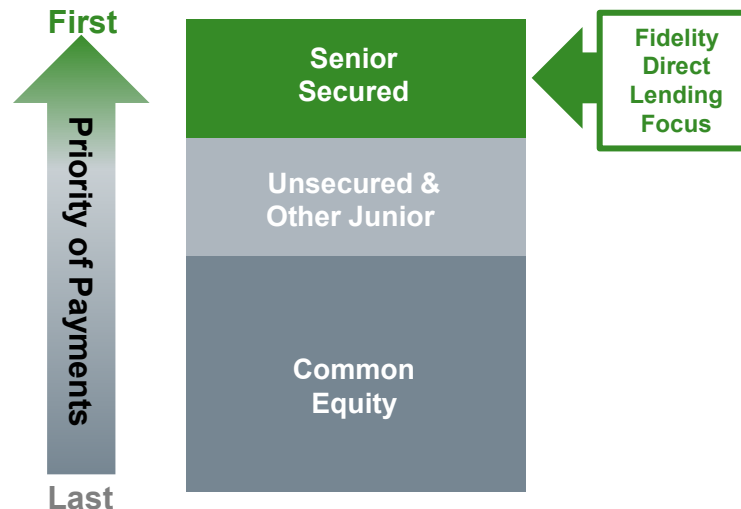 First
Priority of Payments
Last
Senior
Secured
Unsecured &
Other Junior
Common
Equity
Fidelity
Direct
Lending
Focus